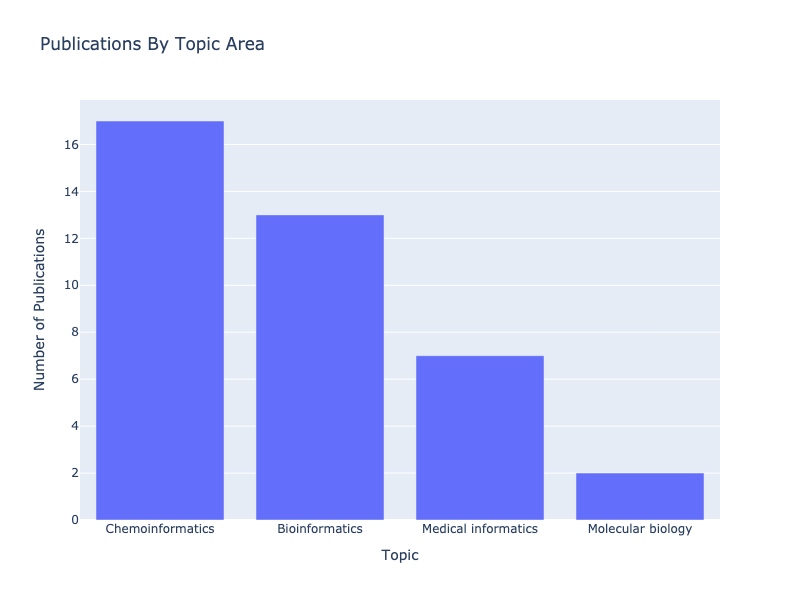 Publications By Topic Area
Number of Publications
16
14
12
10
8
6
4
2
0
Chemoinformatics
Bioinformatics
Medical informatics
Molecular biology
Topic